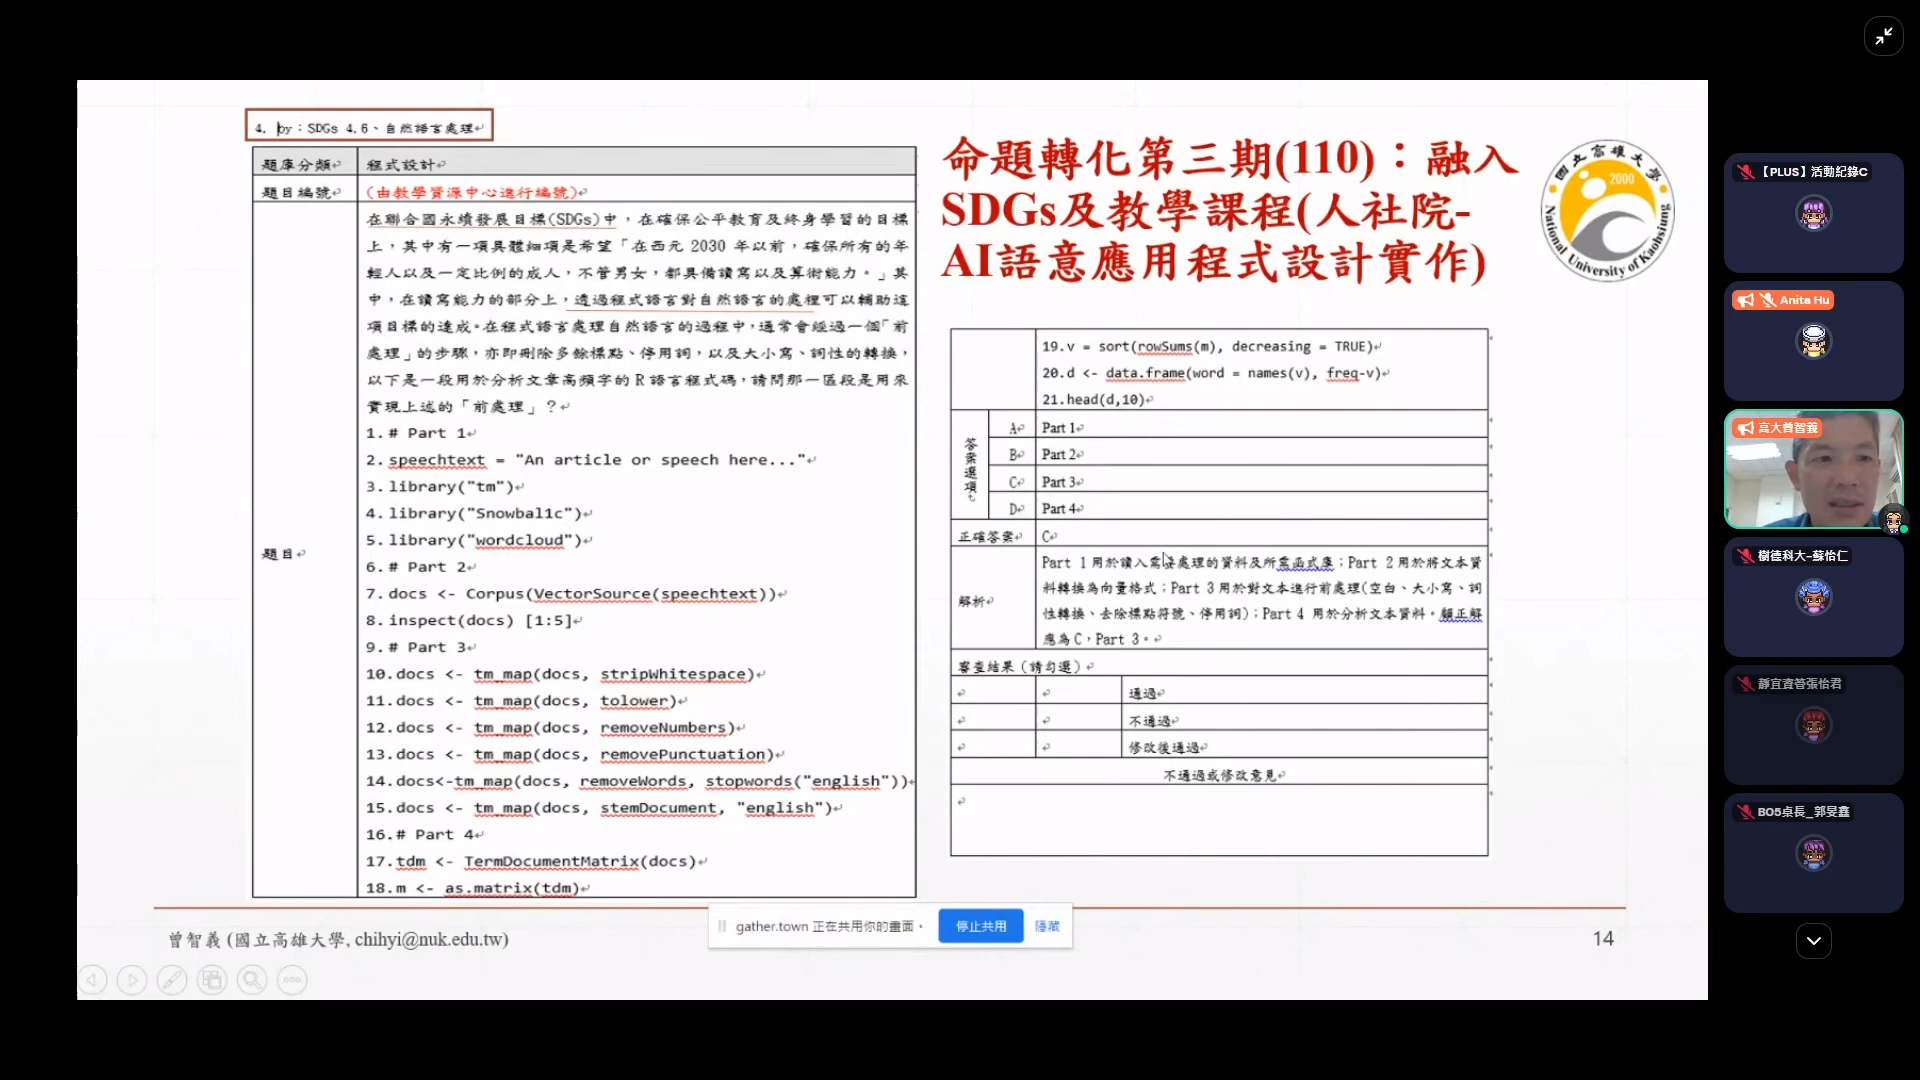 4. by：SDGs 4.6、自然語言處理
題庫分類 程式設計
題目編號 (由教學資源中心進行編號)
題目
在聯合國永續發展目標(SDGs)中，在確保公平教育及終身學習的目標
上，其中有一項具體細項是希望「在西元 2030 年以前，確保所有的年
輕人以及一定比例的成人，不管男女，都具備讀寫以及算術能力。」其
中，在讀寫能力的部分上，透過程式語言對自然語言的處裡可以輔助這
項目標的達成。在程式語言處理自然語言的過程中，通常會經過一個「前
處理」的步驟，亦即刪除多餘標點、停用詞，以及大小寫、詞性的轉換，
以下是一段用於分析文章高頻字的 R 語言程式碼，請問那一區段是用來
實現上述的「前處理」？
1. # Part 1
2. speechtext = "An article or speech here..."
3. library("tm")
4. library("Snowbal1c")
5. library("wordcloud")
6. # Part 2
7. docs <- Corpus(VectorSource(speechtext))
8. inspect(docs) [1:5]
9. # Part 3
10.docs <- tm_map(docs, stripWhitespace)
11.docs <- tm_map(docs, tolower)
12.docs <- tm_map(docs, removeNumbers)
13.docs <- tm_map(docs, removePunctuation)
14.docs<-tm_map(docs, removeWords, stopwords("english"))
15.docs <- tm_map(docs, stemDocument, "english")
16.# Part 4
17.tdm <- TermDocumentMatrix(docs)
18.m <- as.matrix(tdm)
命題轉化第三期(110)：融入
SDGs及教學課程(人社院-
AI語意應用程式設計實作)
國立高雄大學
2000
National University of Kaohsiung
19.v = sort(rowSums(m), decreasing = TRUE)
20.d <- data.frame(word = names(v), freq-v)
21.head(d,10)
答案選項
A Part 1
B Part 2
C Part 3
D Part 4
正確答案 C
解析
Part 1 用於讀入需要處理的資料及所需函式庫；Part 2 用於將文本資
料轉換為向量格式；Part 3 用於對文本進行前處理(空白、大小寫、詞
性轉換、去除標點符號、停用詞)；Part 4 用於分析文本資料。顧正解
應為 C，Part 3。
審查結果（請勾選）
通過
不通過
修改後通過
不通過或修改意見
曾智義 (國立高雄大學, chihyi@nuk.edu.tw)
gather.town 正在共用你的畫面。 停止共用 隱藏
14
【PLUS】活動紀錄C
Anita Hu
高大曾智義
樹德科大-蘇怡仁
靜宜資管張怡君
B05桌長_郭旻鑫